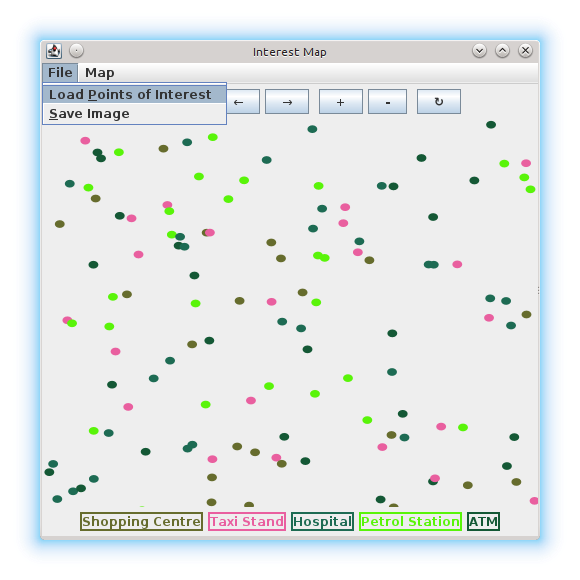 Interest Map
File Map
Load Points of Interest
Save Image
← → + - ↻
Shopping Centre Taxi Stand Hospital Petrol Station ATM